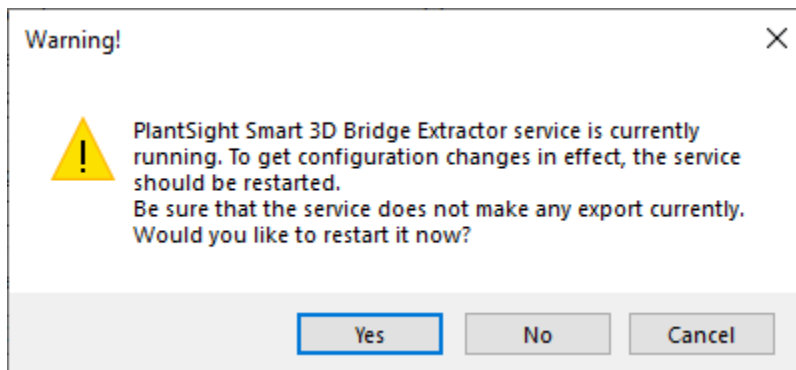 Warning!
PlantSight Smart 3D Bridge Extractor service is currently
running. To get configuration changes in effect, the service
should be restarted.
Be sure that the service does not make any export currently.
Would you like to restart it now?
Yes No Cancel